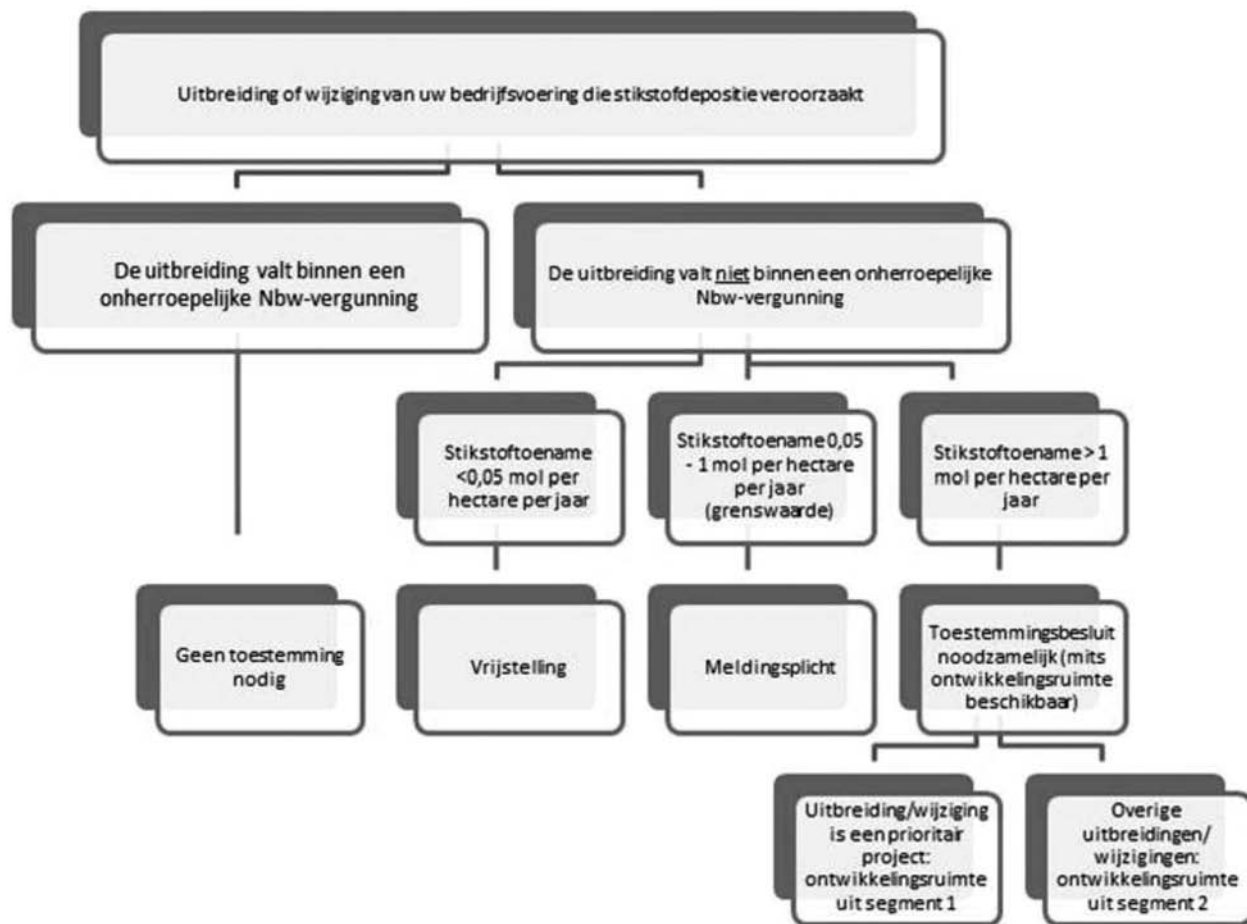 Uitbreiding of wijziging van uw bedrijfsvoering die stikstofdepositie veroorzaakt
De uitbreiding valt binnen een
onherroepelijke Nbw-vergunning
De uitbreiding valt niet binnen een onherroepelijke
Nbw-vergunning
Stikstoftoename
<0,05 mol per
hectare per jaar
Stikstoftoename 0,05
- 1 mol per hectare
per jaar
(grenswaarde)
Stikstoftoename > 1
mol per hectare per
jaar
Geen toestemming
nodig
Vrijstelling
Meldingsplicht
Toestemmingsbesluit
noodzamelijk (mits
ontwikkelingsruimte
beschikbaar)
Uitbreiding/wijziging
is een prioritair
project:
ontwikkelingsruimte
uit segment 1
Overige
uitbreidingen/
wijzigingen:
ontwikkelingsruimte
uit segment 2